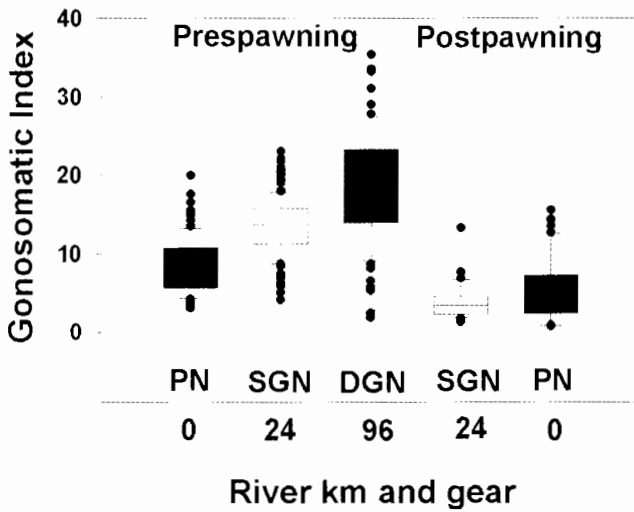 40 Prespawning Postpawning
30
20
10
0
Gonosomatic Index
PN SGN DGN SGN PN
0 24 96 24 0
River km and gear